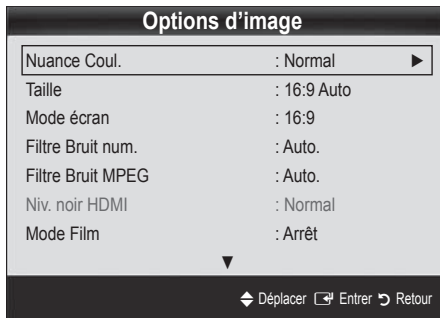 Options d’image
Nuance Coul. : Normal ▶
Taille : 16:9 Auto
Mode écran : 16:9
Filtre Bruit num. : Auto.
Filtre Bruit MPEG : Auto.
Niv. noir HDMI : Normal
Mode Film : Arrêt
▼
Déplacer Entrer Retour